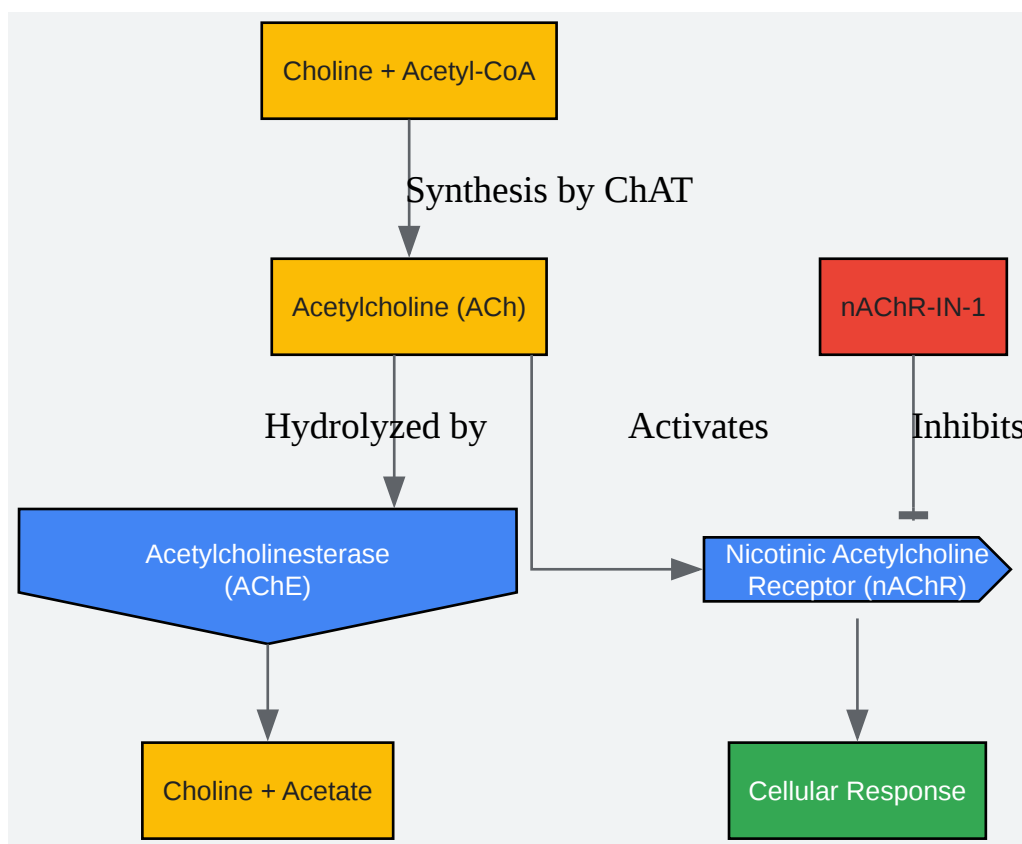 Choline + Acetyl-CoA
Synthesis by ChAT
Acetylcholine (ACh)
nAChR-IN-1
Hydrolyzed by
Activates
Inhibits
Acetylcholinesterase
(AChE)
Nicotinic Acetylcholine
Receptor (nAChR)
Choline + Acetate
Cellular Response